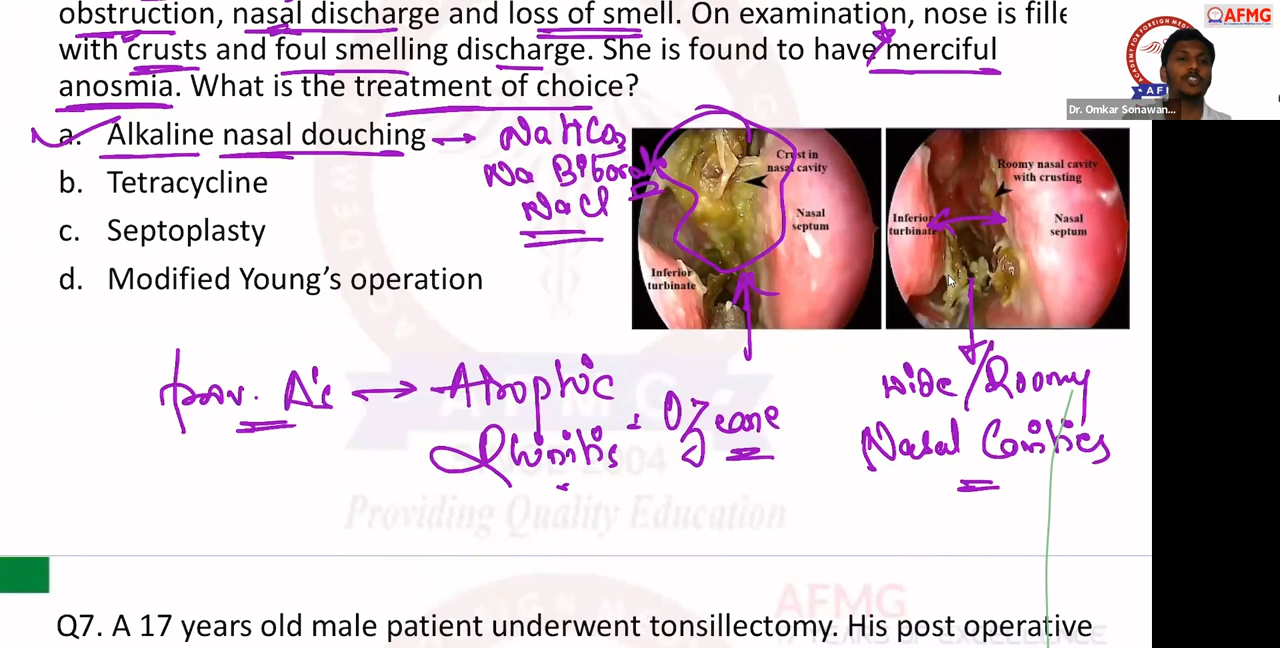 obstruction, nasal discharge and loss of smell. On examination, nose is fille
with crusts and foul smelling discharge. She is found to have merciful
anosmia. What is the treatment of choice?
a. Alkaline nasal douching → NaHCO3
Na Biborate
NaCl
b. Tetracycline
c. Septoplasty
d. Modified Young's operation
Crust in
nasal cavity
Nasal
septum
Inferior
turbinate
Roomy nasal cavity
with crusting
Inferior
turbinate
Nasal
septum
Atrophic
Rhinitis
Wide/Roomy
Nasal Cavities
Providing Quality Education
Q7. A 17 years old male patient underwent tonsillectomy. His post operative
AFMG
AFMG
Dr. Omkar Sonawan...